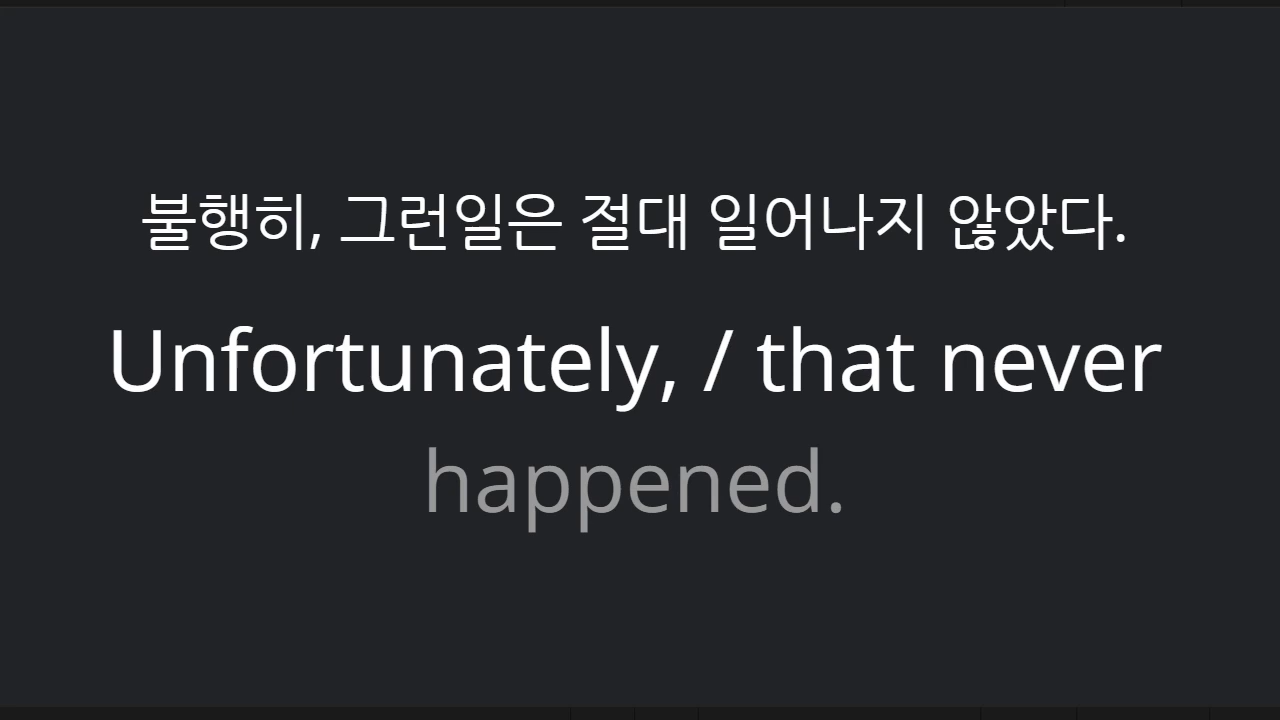 불행히, 그런일은 절대 일어나지 않았다.
Unfortunately, / that never
happened.